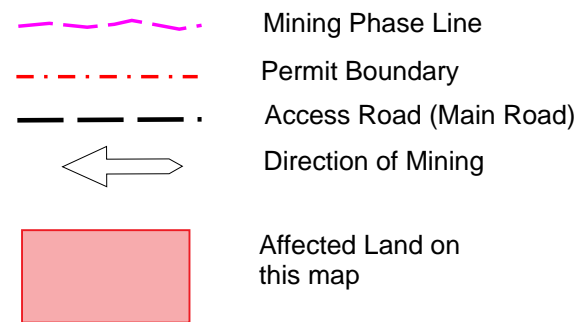 Mining Phase Line
Permit Boundary
Access Road (Main Road)
Direction of Mining
Affected Land on
this map